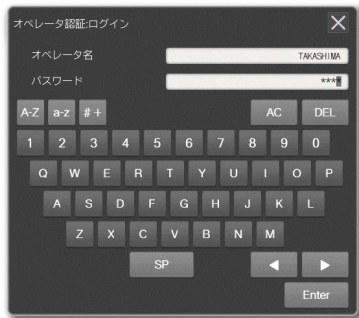 オペレータ認証:ログイン
オペレータ名 TAKASHIMA
パスワード ***
A-Z a-z #+ AC DEL
1 2 3 4 5 6 7 8 9 0
Q W E R T Y U I O P
A S D F G H J K L
Z X C V B N M
SP
Enter